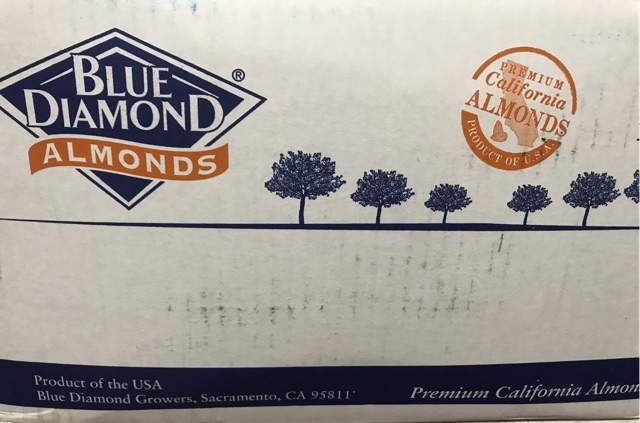 BLUE
DIAMOND
®
ALMONDS
PREMIUM
California
ALMONDS
PRODUCT OF U.S.A.
Product of the USA
Blue Diamond Growers, Sacramento, CA 95811
Premium California Almon